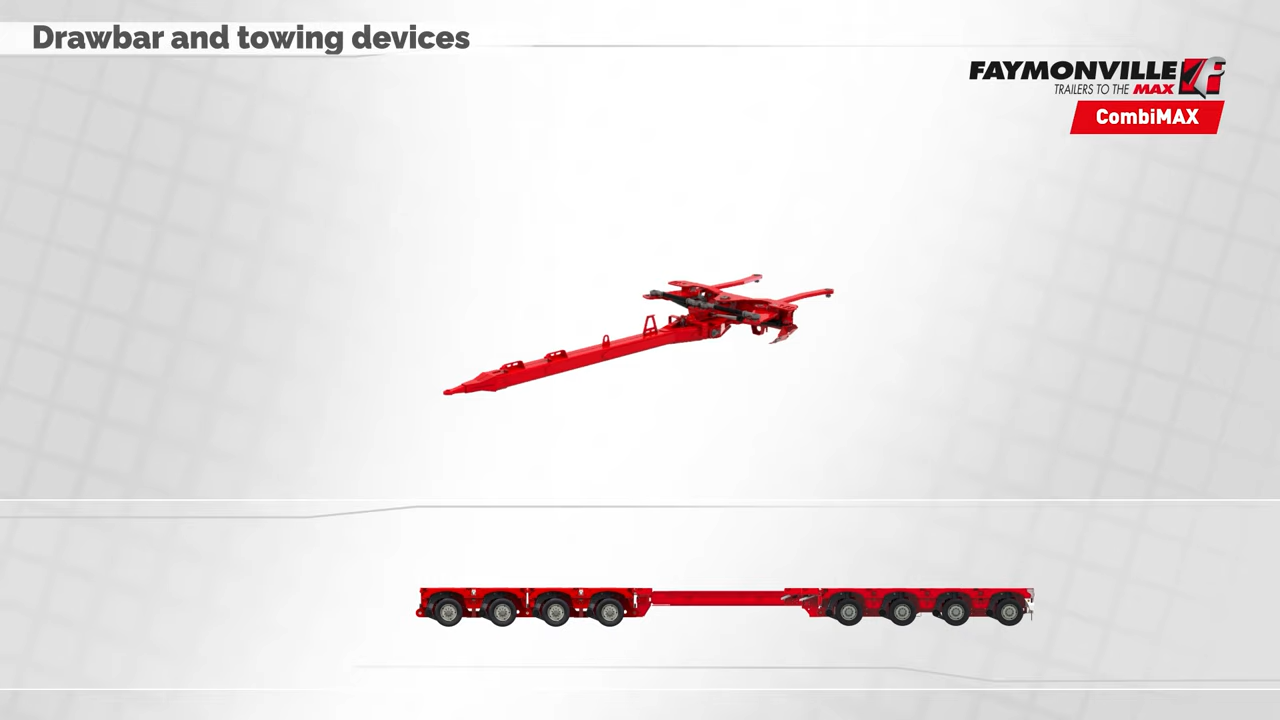 Drawbar and towing devices
FAYMONVILLE
TRAILERS TO THE MAX
CombiMAX